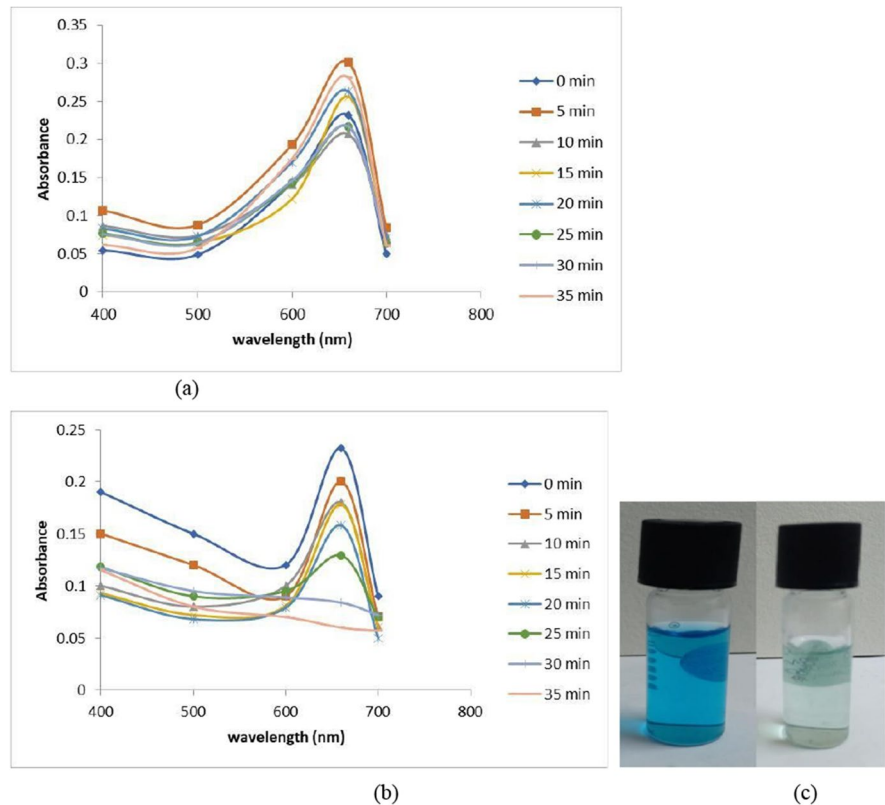 0.35
0.3
0.25
0.2
0.15
0.1
0.05
0
Absorbance
400 500 600 700 800
wavelength (nm)
0 min
5 min
10 min
15 min
20 min
25 min
30 min
35 min
(a)
0.25
0.2
0.15
0.1
0.05
0
Absorbance
400 500 600 700 800
wavelength (nm)
0 min
5 min
10 min
15 min
20 min
25 min
30 min
35 min
(b)
(c)